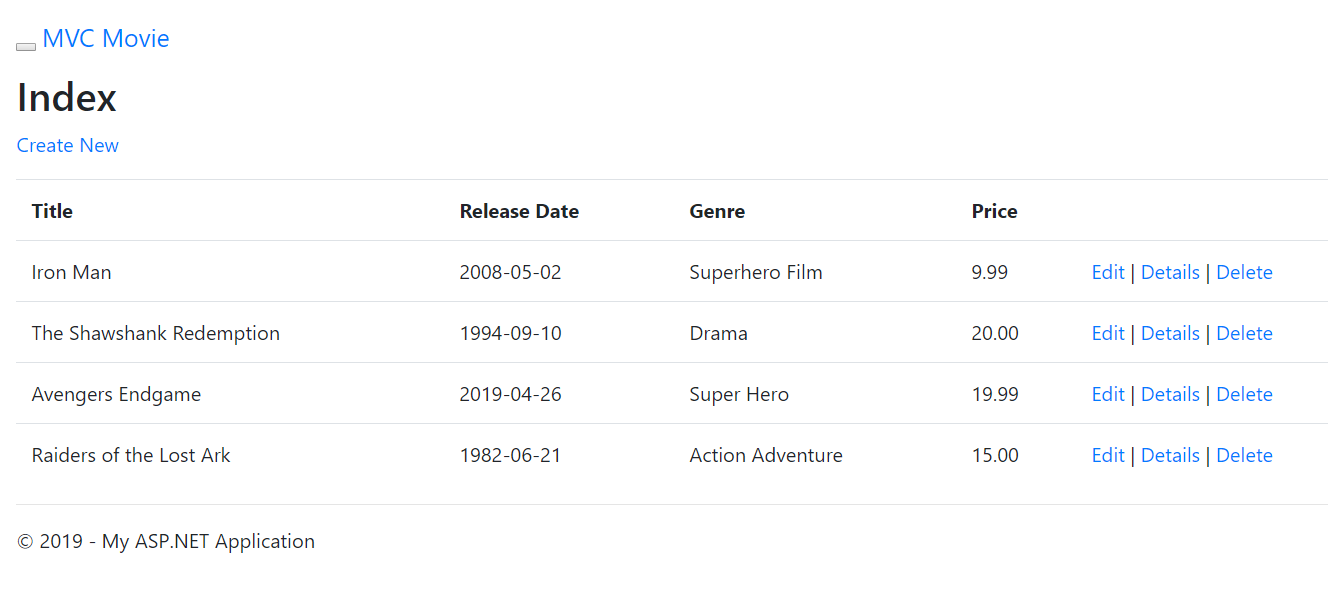 MVC Movie
Index
Create New
Title Release Date Genre Price
Iron Man 2008-05-02 Superhero Film 9.99 Edit | Details | Delete
The Shawshank Redemption 1994-09-10 Drama 20.00 Edit | Details | Delete
Avengers Endgame 2019-04-26 Super Hero 19.99 Edit | Details | Delete
Raiders of the Lost Ark 1982-06-21 Action Adventure 15.00 Edit | Details | Delete
© 2019 - My ASP.NET Application